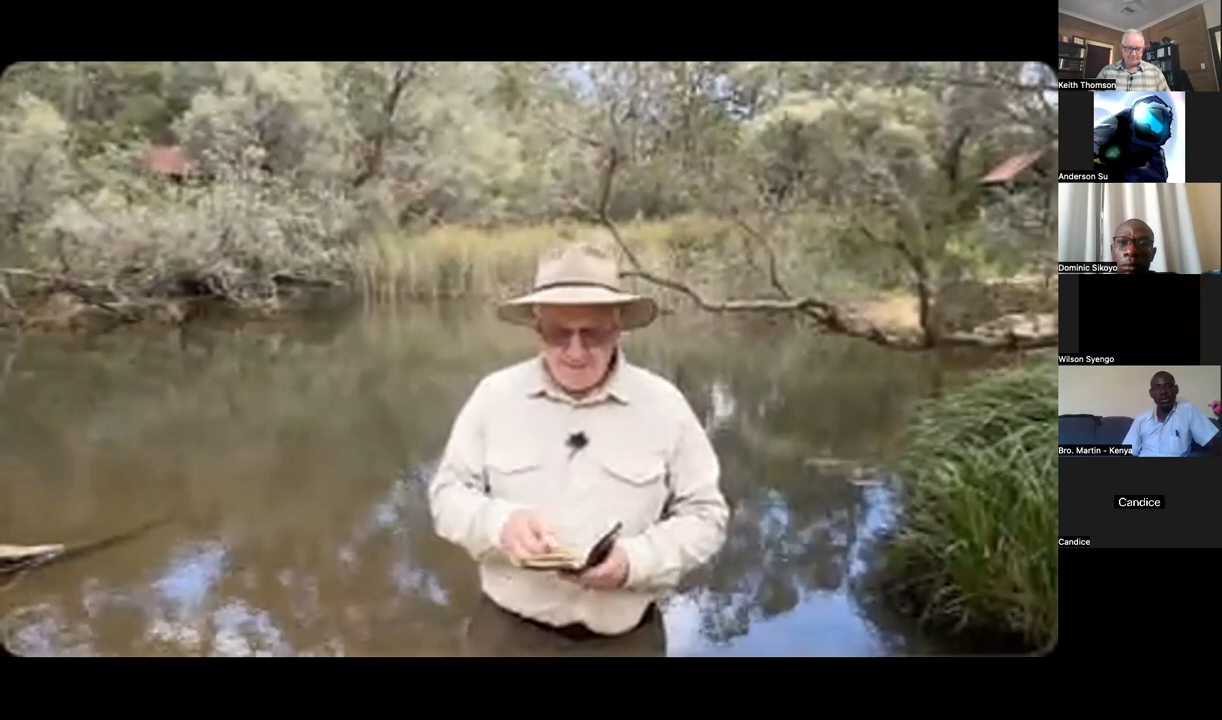 Keith Thomson
Anderson Su
Dominic Sikoyo
Wilson Syengo
Bro. Martin - Kenya
Candice
Candice